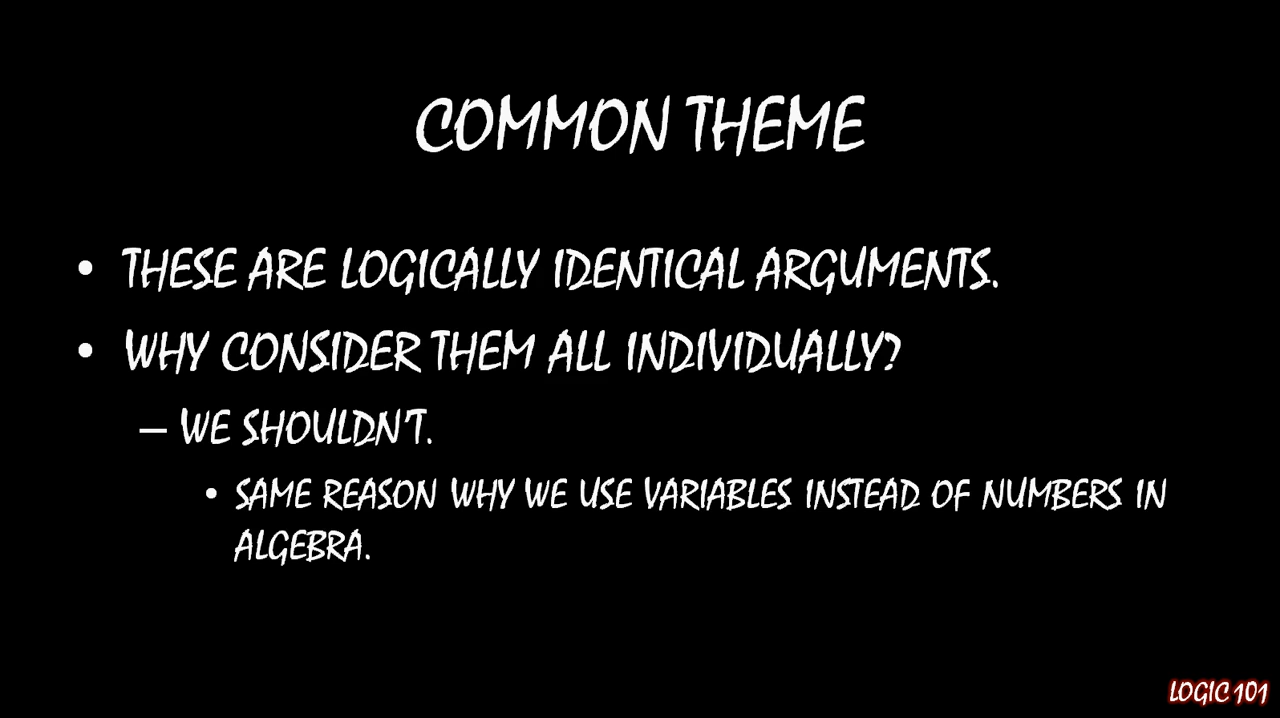 COMMON THEME
• THESE ARE LOGICALLY IDENTICAL ARGUMENTS.
• WHY CONSIDER THEM ALL INDIVIDUALLY?
– WE SHOULDN'T.
• SAME REASON WHY WE USE VARIABLES INSTEAD OF NUMBERS IN
ALGEBRA.
LOGIC 101